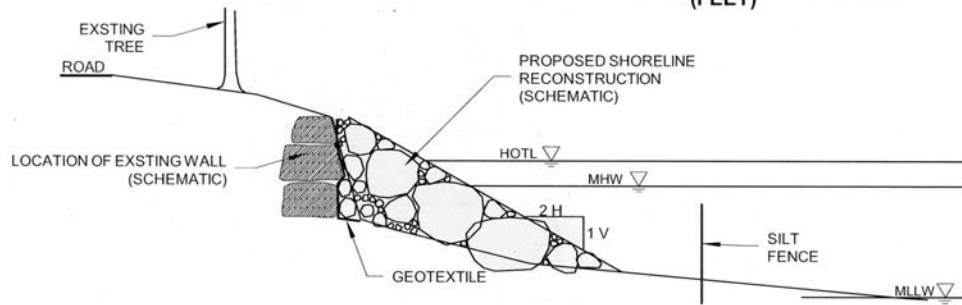 (FEET)
EXSTING
TREE
ROAD
PROPOSED SHORELINE
RECONSTRUCTION
(SCHEMATIC)
LOCATION OF EXSTING WALL
(SCHEMATIC)
HOTL
MHW
2 H
1 V
SILT
FENCE
GEOTEXTILE
MLLW